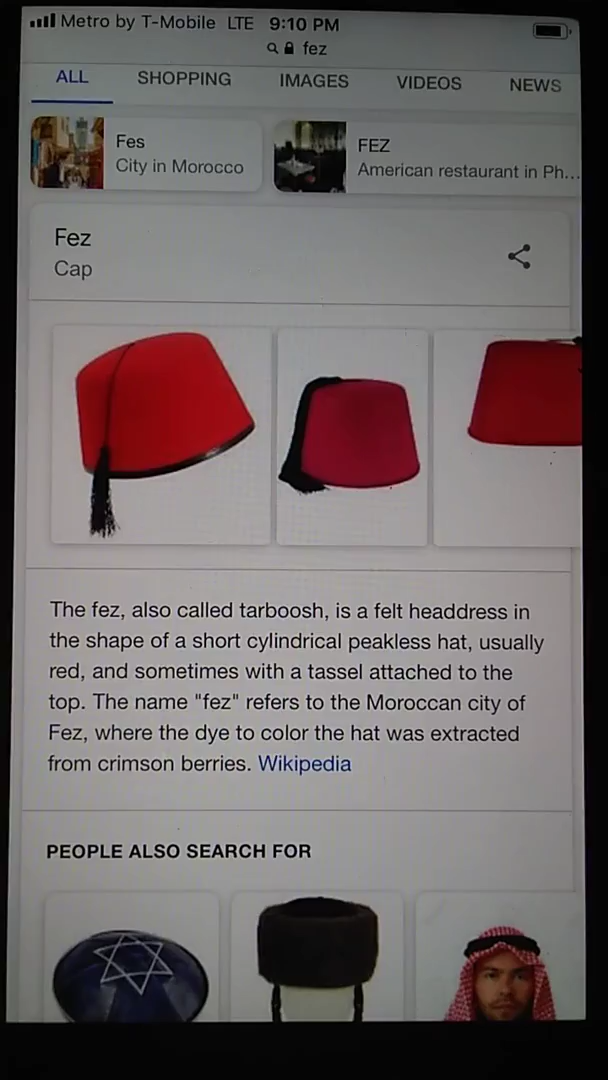 Metro by T-Mobile LTE 9:10 PM
fez
ALL SHOPPING IMAGES VIDEOS NEWS
Fes
City in Morocco
FEZ
American restaurant in Ph...
Fez
Cap
The fez, also called tarboosh, is a felt headdress in
the shape of a short cylindrical peakless hat, usually
red, and sometimes with a tassel attached to the
top. The name "fez" refers to the Moroccan city of
Fez, where the dye to color the hat was extracted
from crimson berries. Wikipedia
PEOPLE ALSO SEARCH FOR